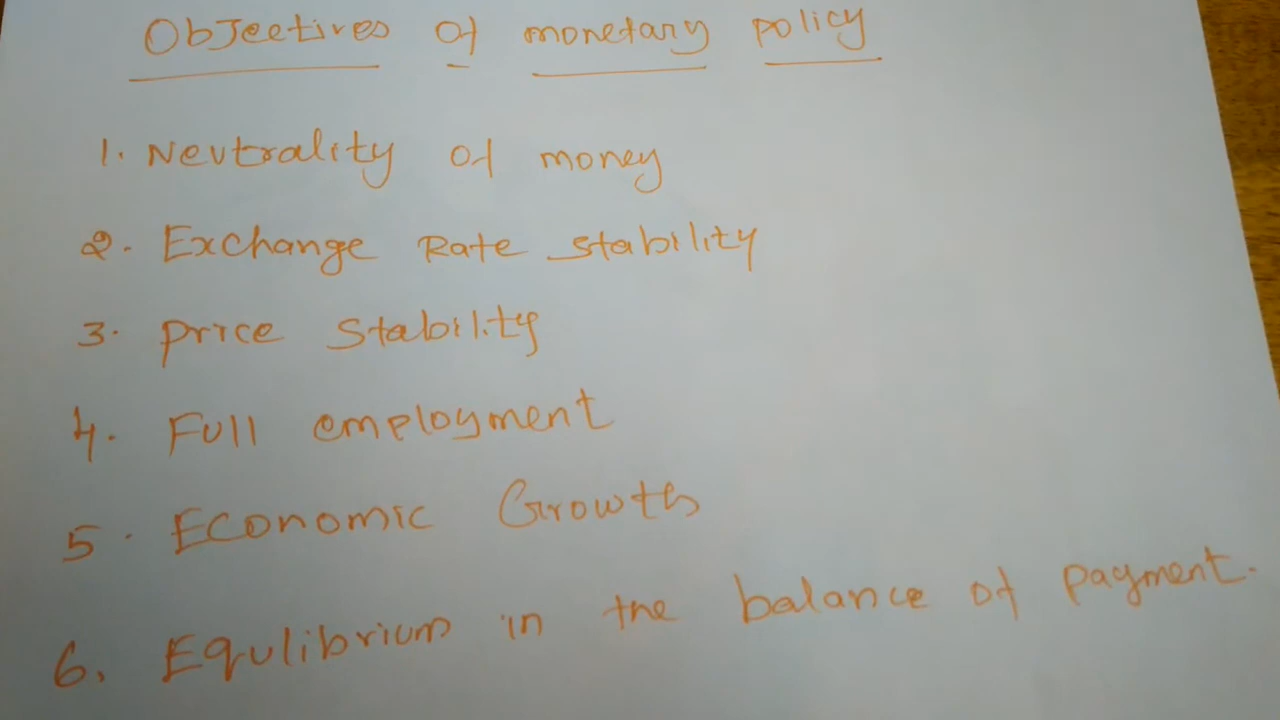 Objectives of monetary policy
1. Neutrality of money
2. Exchange Rate stability
3. Price Stability
4. Full employment
5. Economic Growth
6. Equlibrium in the balance of payment.